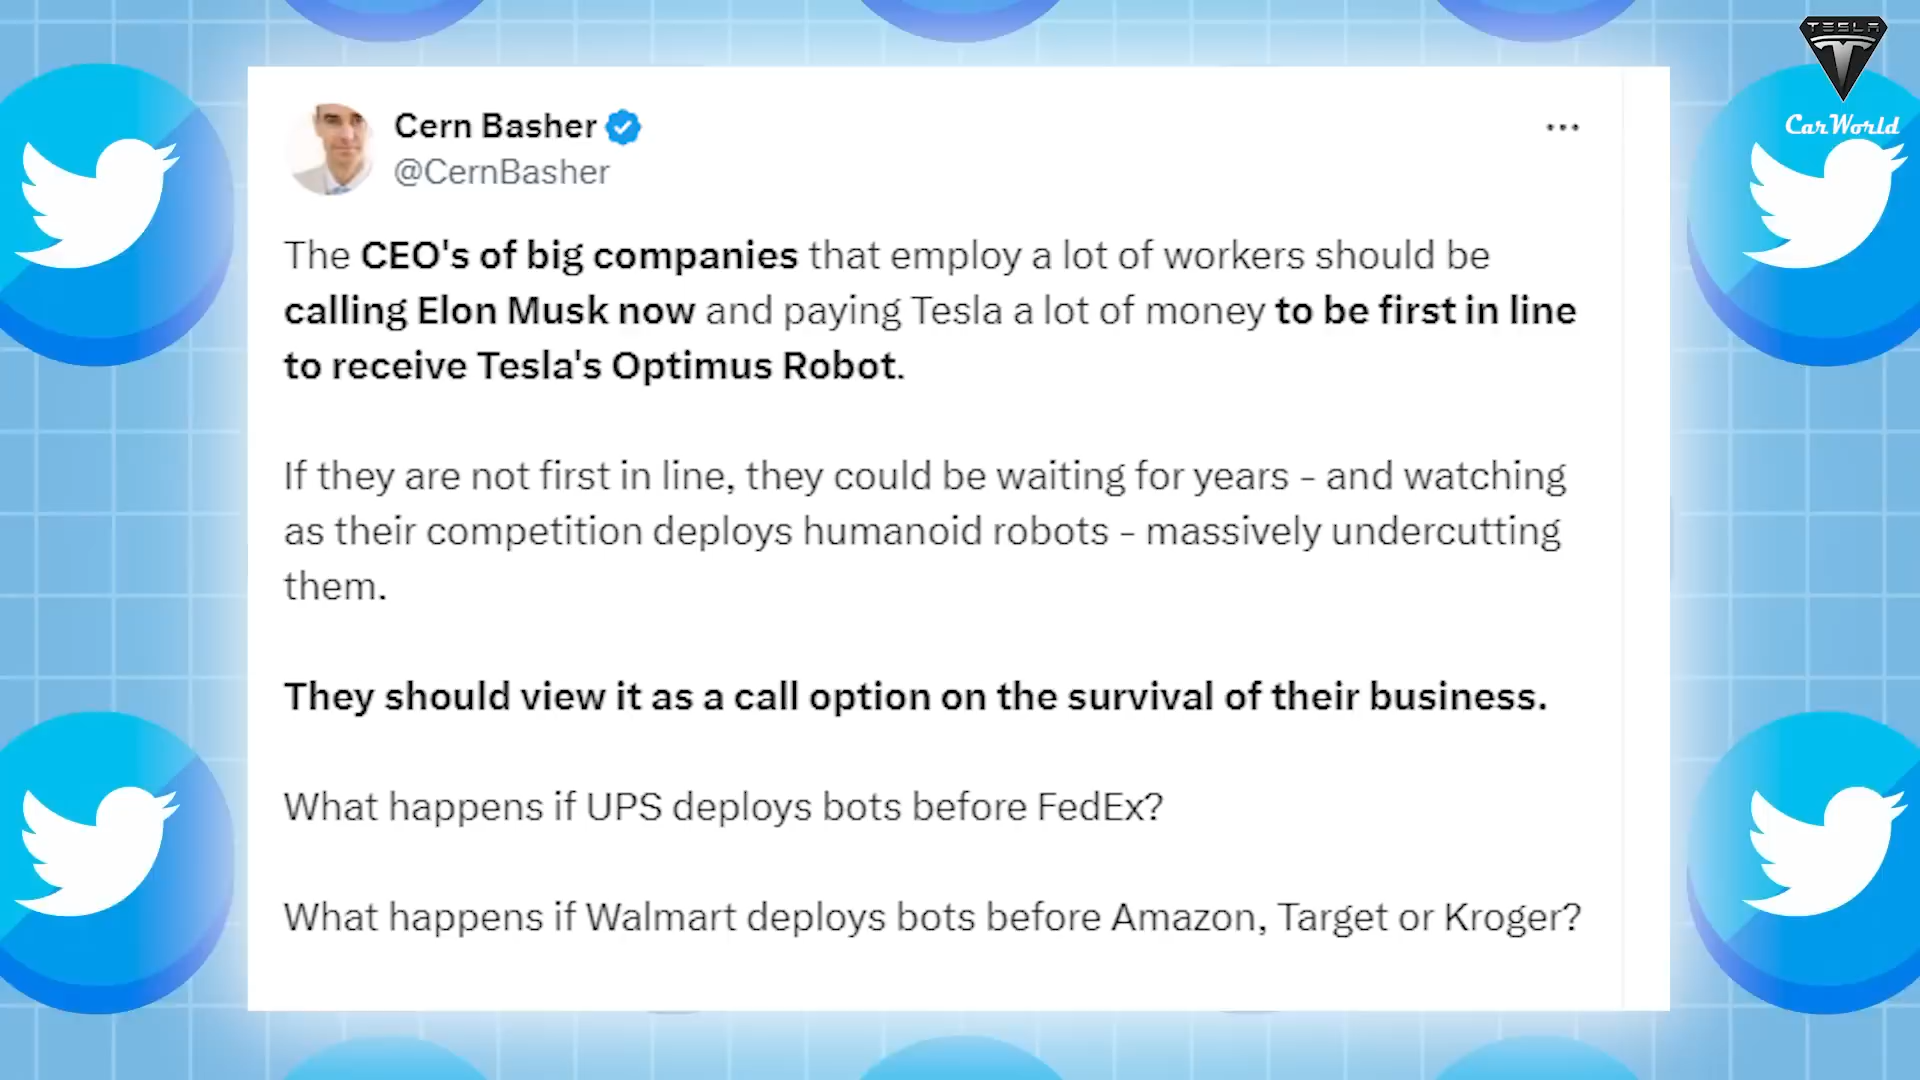 TESLA
CarWorld
Cern Basher
@CernBasher
The CEO's of big companies that employ a lot of workers should be
calling Elon Musk now and paying Tesla a lot of money to be first in line
to receive Tesla's Optimus Robot.
If they are not first in line, they could be waiting for years – and watching
as their competition deploys humanoid robots – massively undercutting
them.
They should view it as a call option on the survival of their business.
What happens if UPS deploys bots before FedEx?
What happens if Walmart deploys bots before Amazon, Target or Kroger?